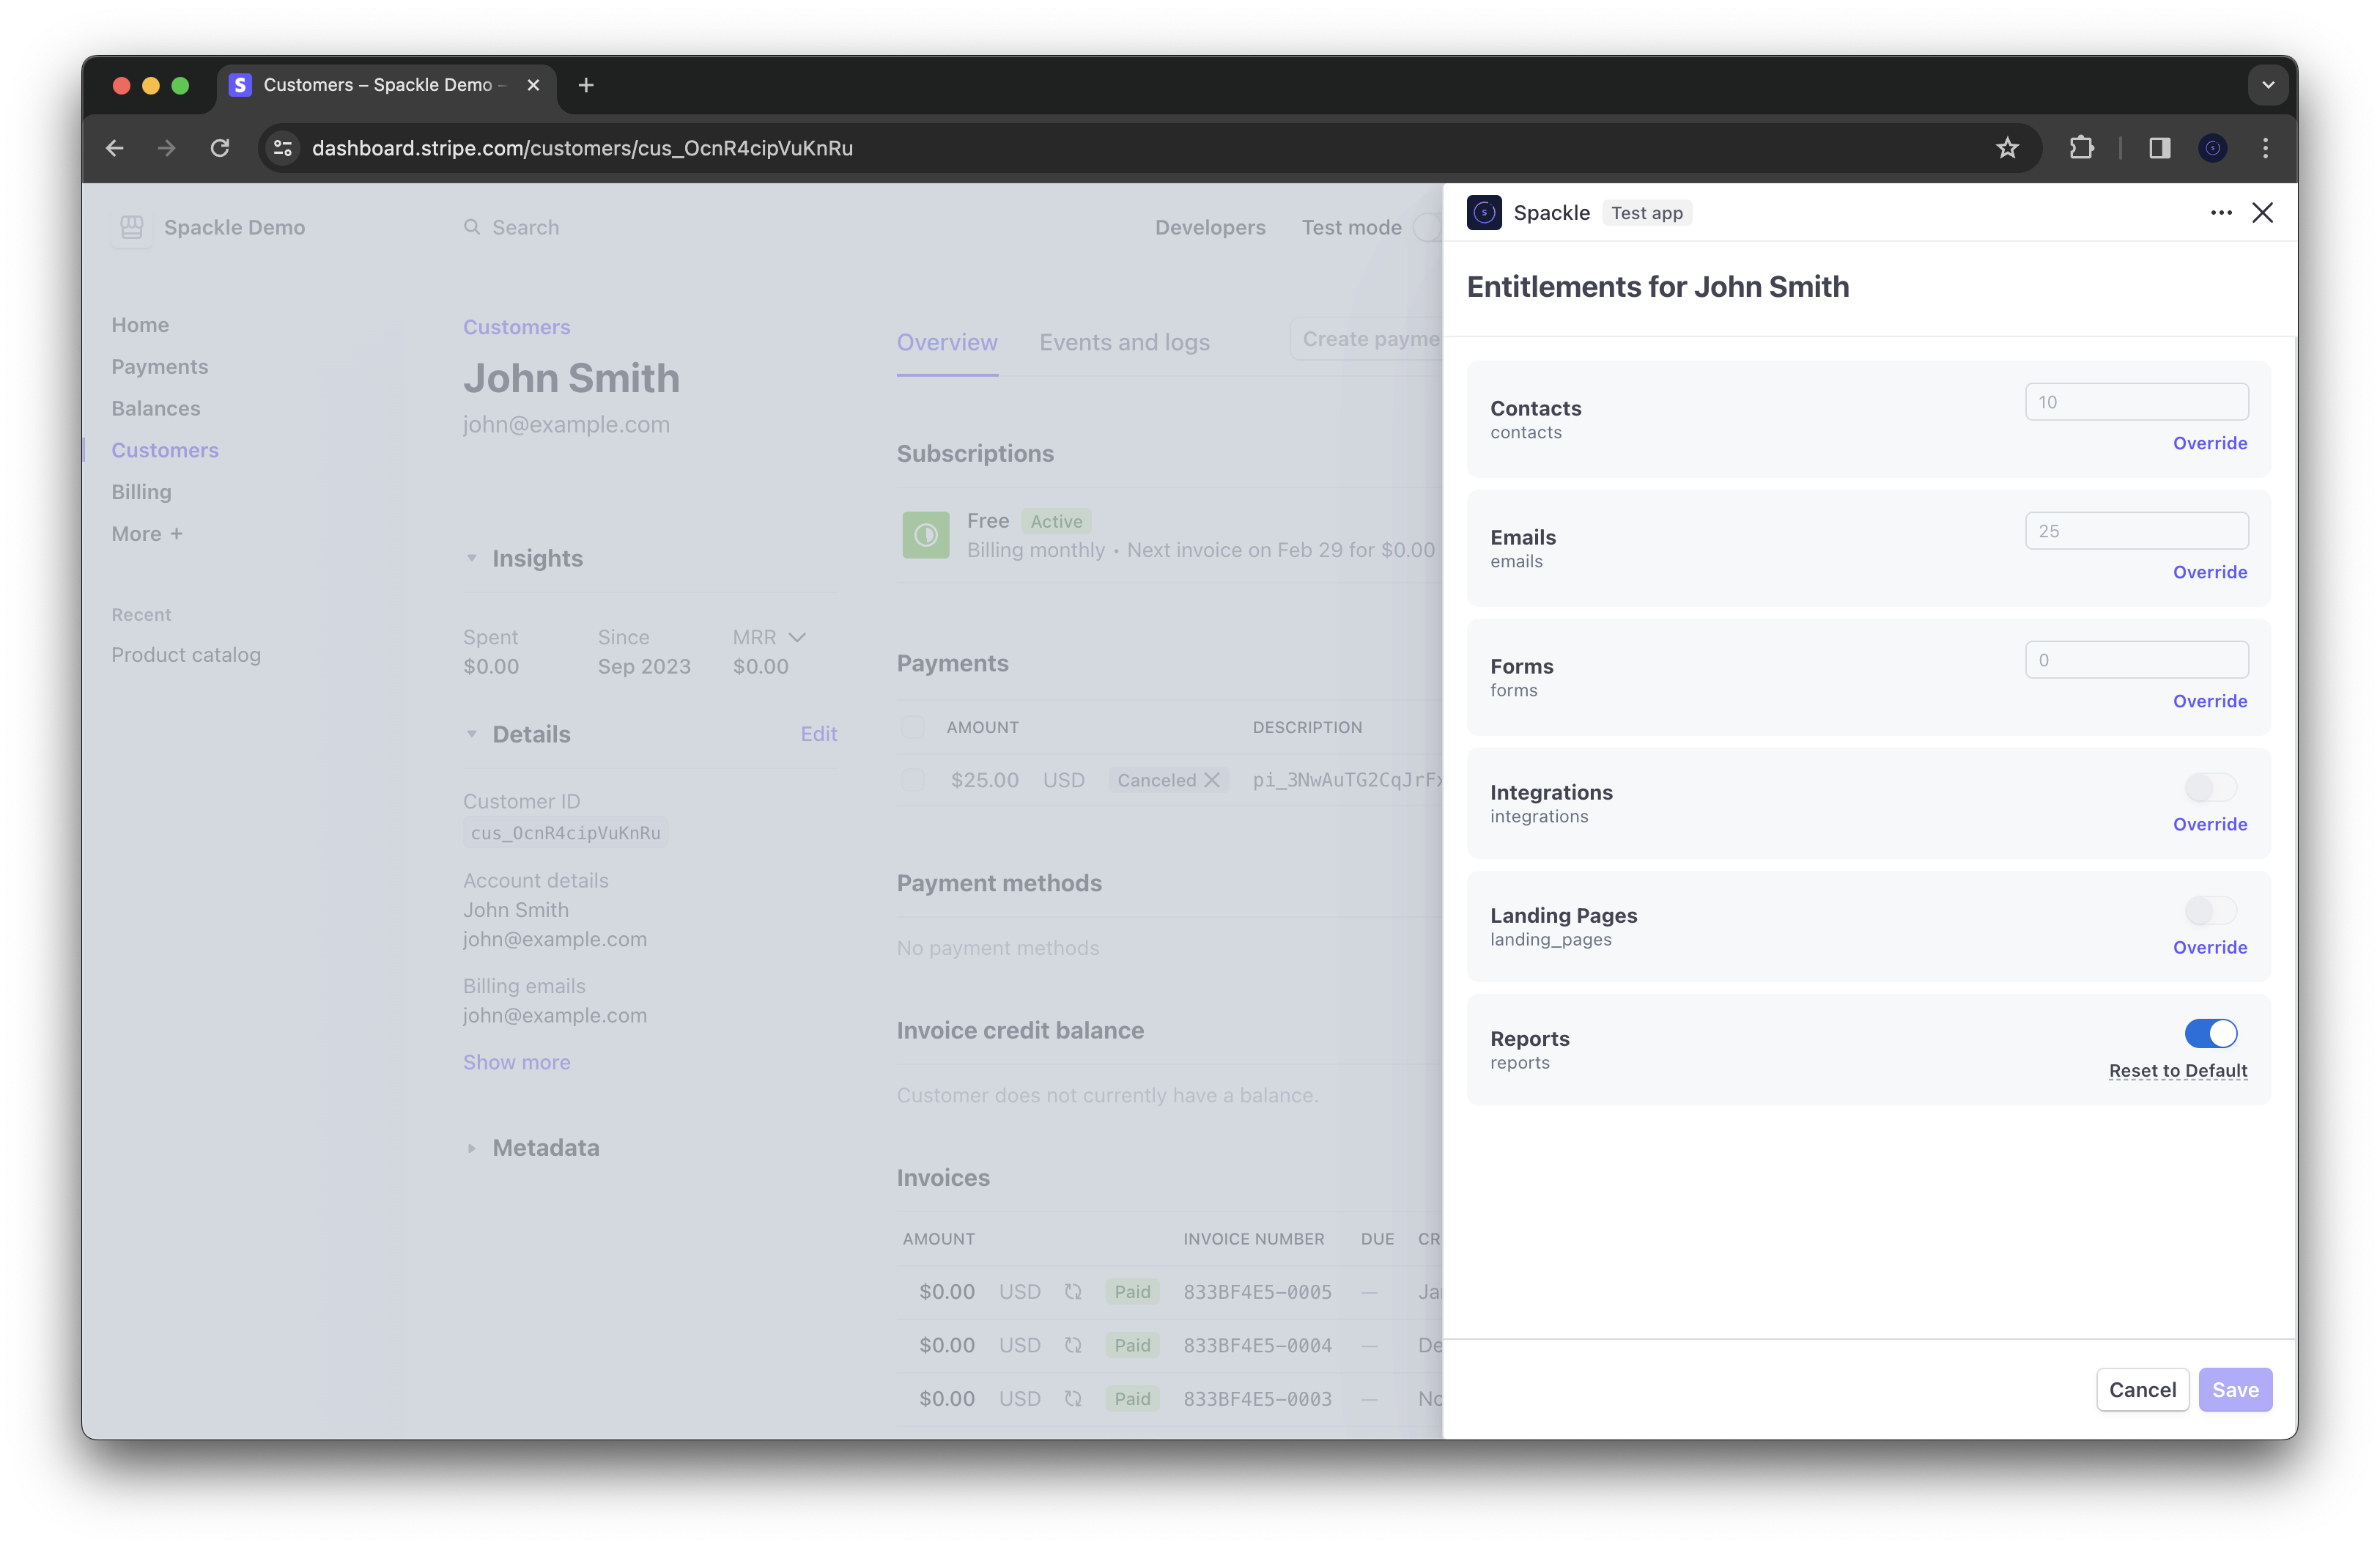 Customers – Spackle Demo –
dashboard.stripe.com/customers/cus_OcnR4cipVuKnRu
Spackle Demo
Search
Developers
Test mode
Home
Payments
Balances
Customers
Billing
More +
Recent
Product catalog
Customers
John Smith
john@example.com
Insights
Spent Since MRR
$0.00 Sep 2023 $0.00
Details Edit
Customer ID
cus_OcnR4cipVuKnRu
Account details
John Smith
john@example.com
Billing emails
john@example.com
Show more
Metadata
Overview Events and logs Create payme
Subscriptions
Free Active
Billing monthly • Next invoice on Feb 29 for $0.00
Payments
AMOUNT DESCRIPTION
$25.00 USD Canceled pi_3NwAuTG2CqJrFx
Payment methods
No payment methods
Invoice credit balance
Customer does not currently have a balance.
Invoices
AMOUNT INVOICE NUMBER DUE CR
$0.00 USD Paid 833BF4E5-0005 — Ja
$0.00 USD Paid 833BF4E5-0004 — De
$0.00 USD Paid 833BF4E5-0003 — No
Spackle Test app
Entitlements for John Smith
Contacts
contacts
10
Override
Emails
emails
25
Override
Forms
forms
0
Override
Integrations
integrations
Override
Landing Pages
landing_pages
Override
Reports
reports
Reset to Default
Cancel Save